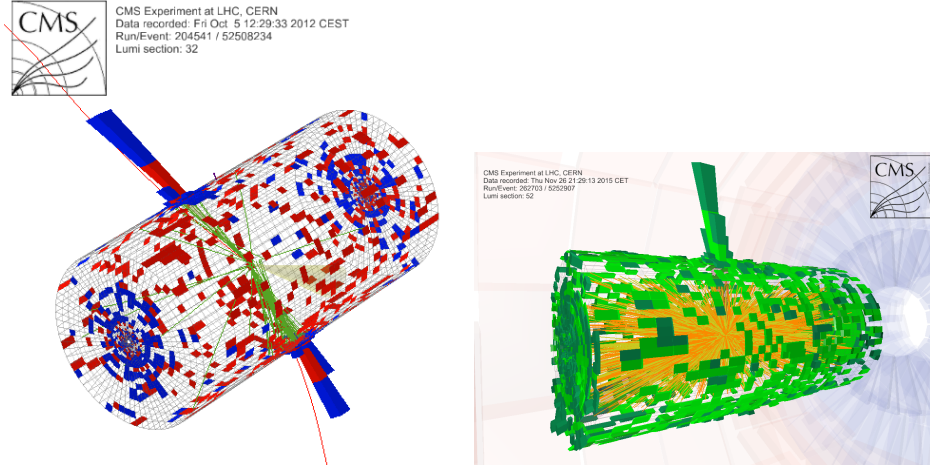 CMS
CMS Experiment at LHC, CERN
Data recorded: Fri Oct 5 12:29:33 2012 CEST
Run/Event: 204541 / 52508234
Lumi section: 32
CMS Experiment at LHC, CERN
Data recorded: Thu Nov 26 21:29:13 2015 CET
Run/Event: 262703 / 5252907
Lumi section: 52
CMS